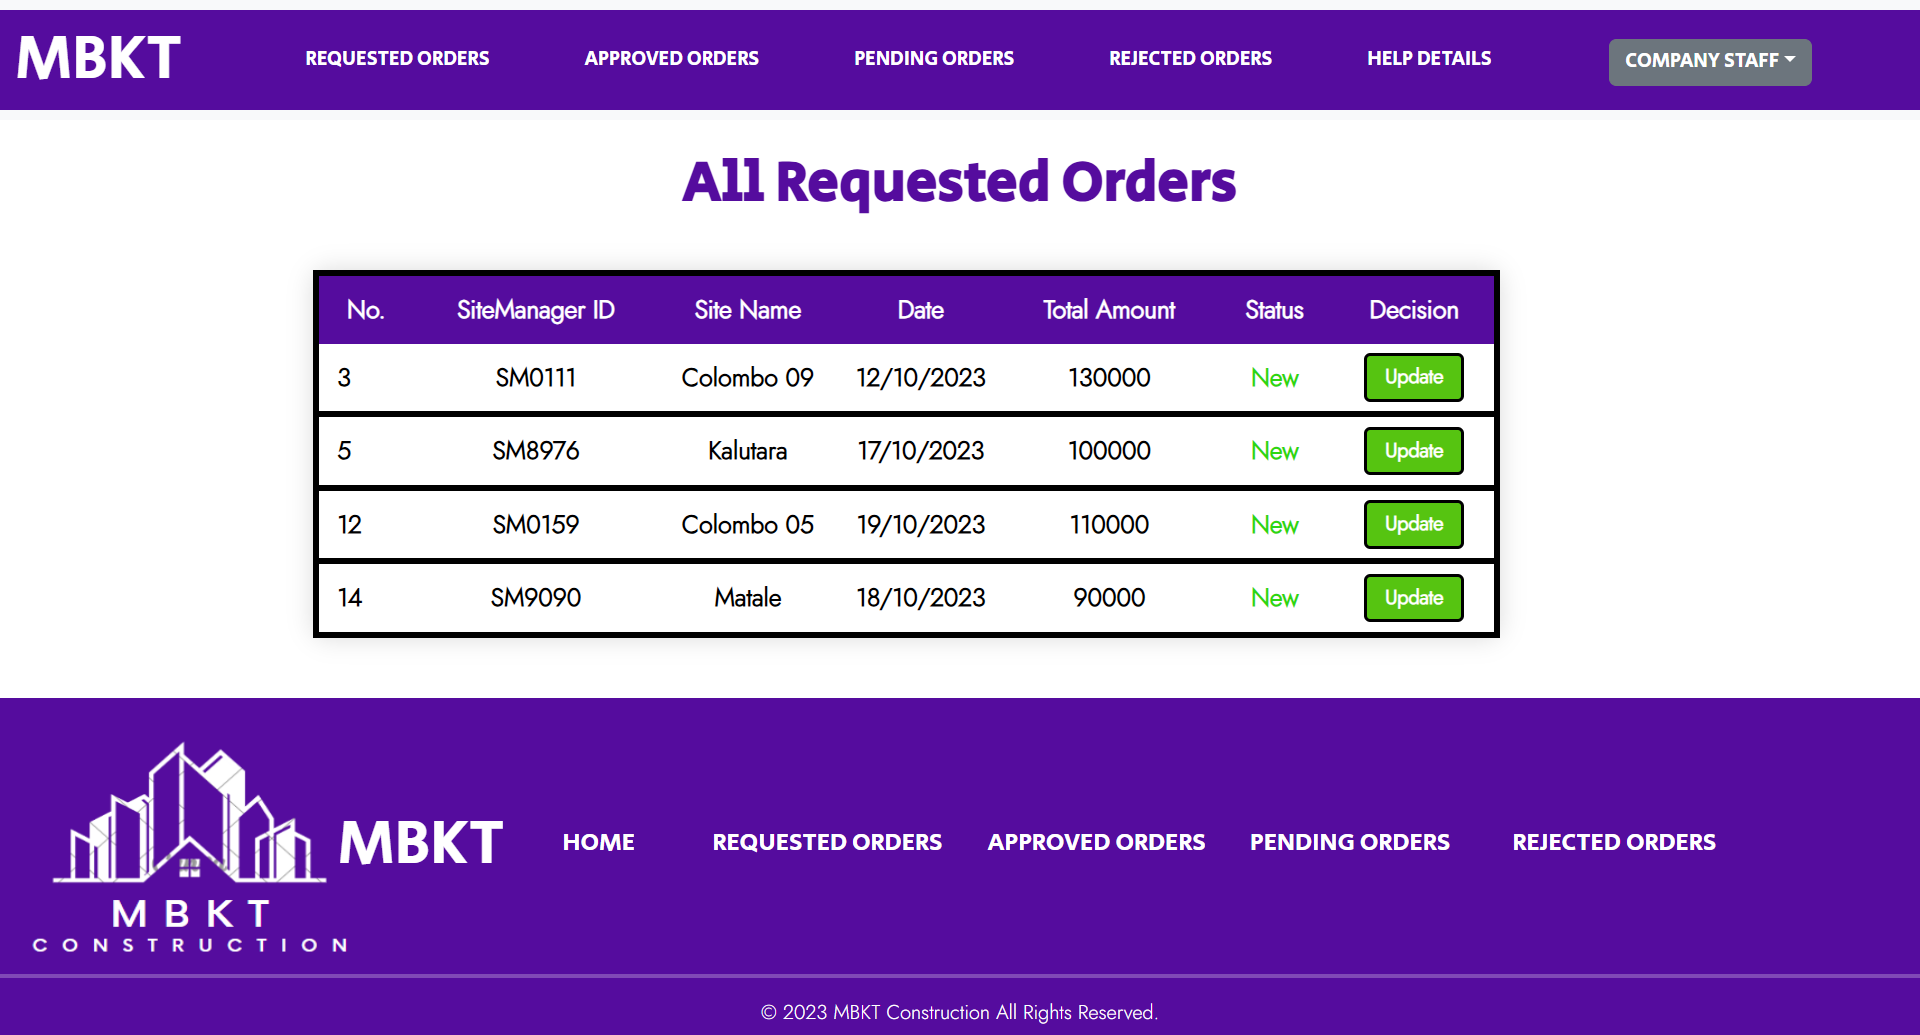 MBKT REQUESTED ORDERS APPROVED ORDERS PENDING ORDERS REJECTED ORDERS HELP DETAILS COMPANY STAFF
All Requested Orders
No. SiteManager ID Site Name Date Total Amount Status Decision
3 SM0111 Colombo 09 12/10/2023 130000 New Update
5 SM8976 Kalutara 17/10/2023 100000 New Update
12 SM0159 Colombo 05 19/10/2023 110000 New Update
14 SM9090 Matale 18/10/2023 90000 New Update
MBKT HOME REQUESTED ORDERS APPROVED ORDERS PENDING ORDERS REJECTED ORDERS
MBKT
CONSTRUCTION
© 2023 MBKT Construction All Rights Reserved.